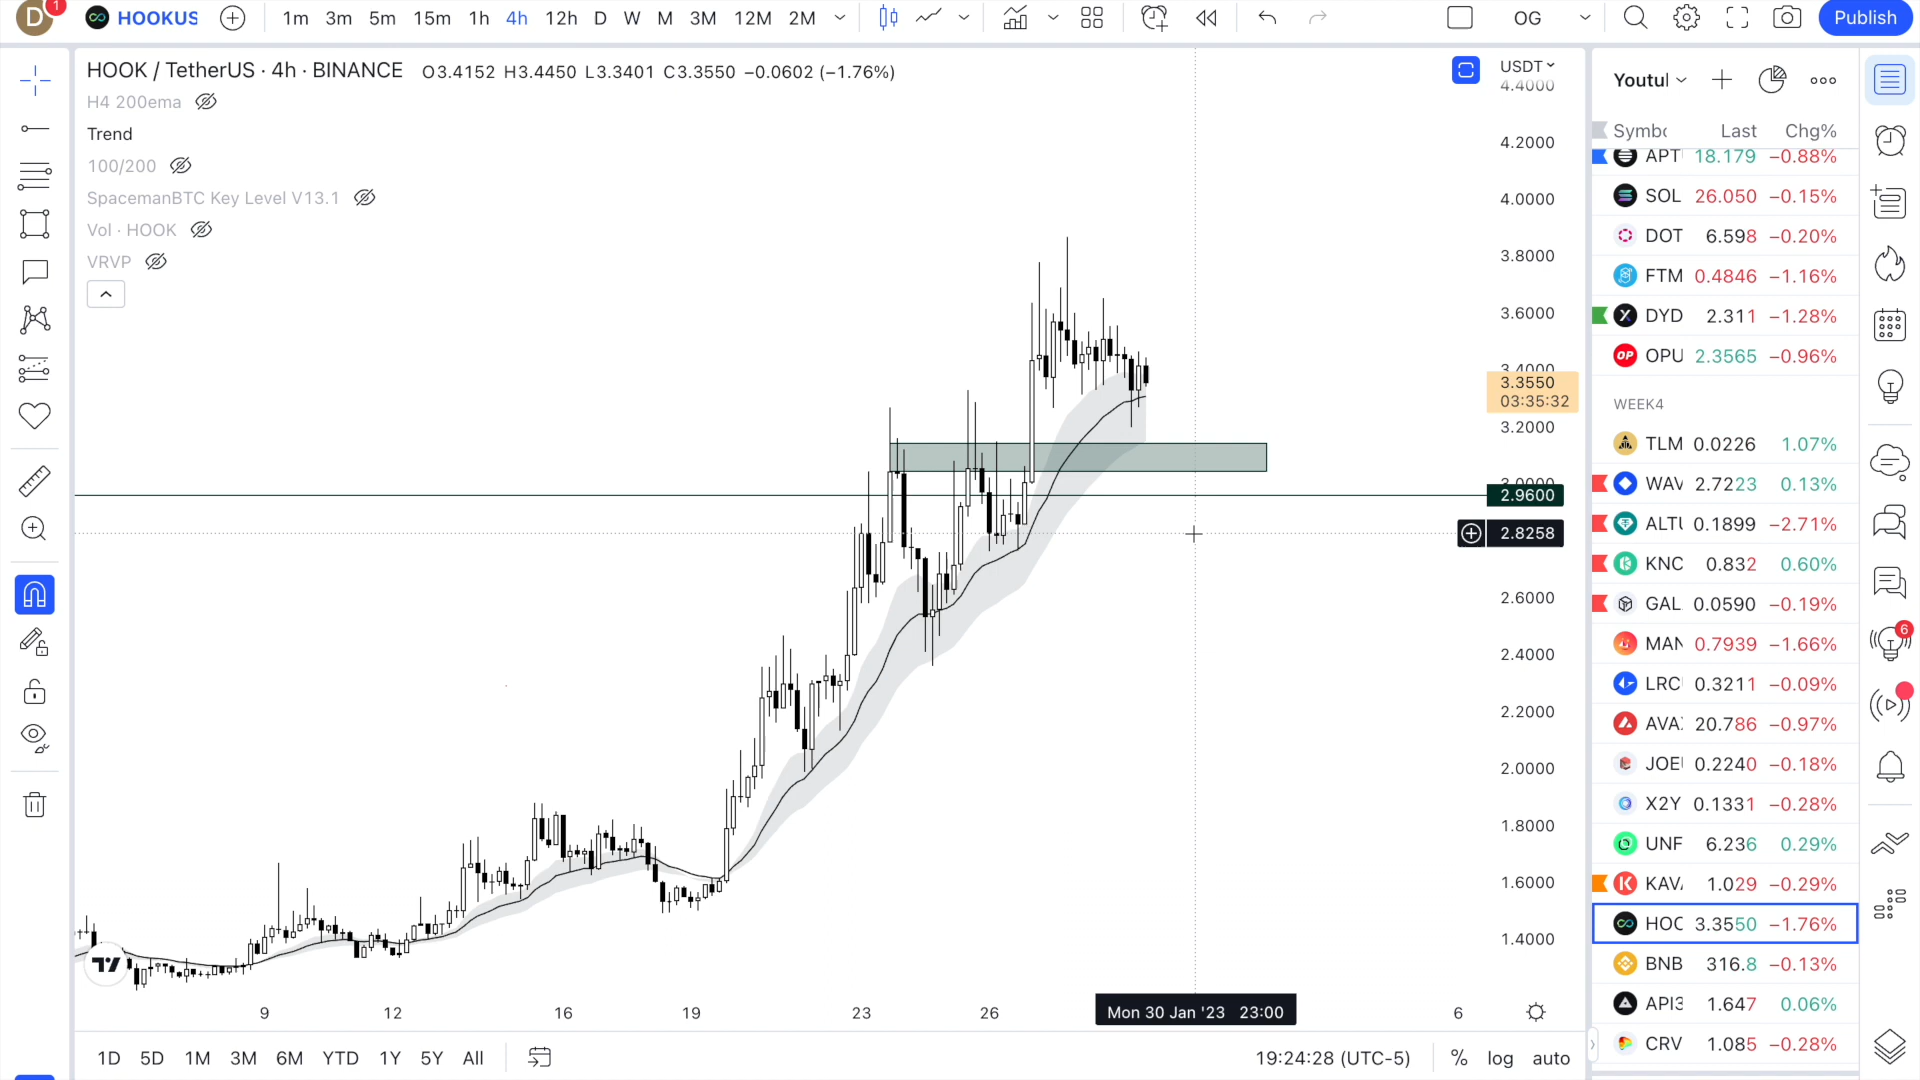 D 1 HOOKUS 1m 3m 5m 15m 1h 4h 12h D W M 3M 12M 2M OG Publish
HOOK / TetherUS · 4h · BINANCE O3.4152 H3.4450 L3.3401 C3.3550 −0.0602 (−1.76%)
H4 200ema
Trend
100/200
SpacemanBTC Key Level V13.1
Vol · HOOK
VRVP
USDT
4.4000
4.2000
4.0000
3.8000
3.6000
3.4000
3.3550
03:35:32
3.2000
3.0000
2.9600
2.8258
2.6000
2.4000
2.2000
2.0000
1.8000
1.6000
1.4000
9 12 16 19 23 26 Mon 30 Jan '23 23:00 6
1D 5D 1M 3M 6M YTD 1Y 5Y All 19:24:28 (UTC-5) % log auto
Youtul
Symbo Last Chg%
APT 18.179 −0.88%
SOL 26.050 −0.15%
DOT 6.598 −0.20%
FTM 0.4846 −1.16%
DYD 2.311 −1.28%
OP OPU 2.3565 −0.96%
WEEK4
TLM 0.0226 1.07%
WAV 2.7223 0.13%
ALTU 0.1899 −2.71%
KNC 0.832 0.60%
GAL 0.0590 −0.19%
MAN 0.7939 −1.66%
LRC 0.3211 −0.09%
AVA 20.786 −0.97%
JOE 0.2240 −0.18%
X2Y 0.1331 −0.28%
UNF 6.236 0.29%
KAVA 1.029 −0.29%
HOO 3.3550 −1.76%
BNB 316.8 −0.13%
API3 1.647 0.06%
CRV 1.085 −0.28%
6